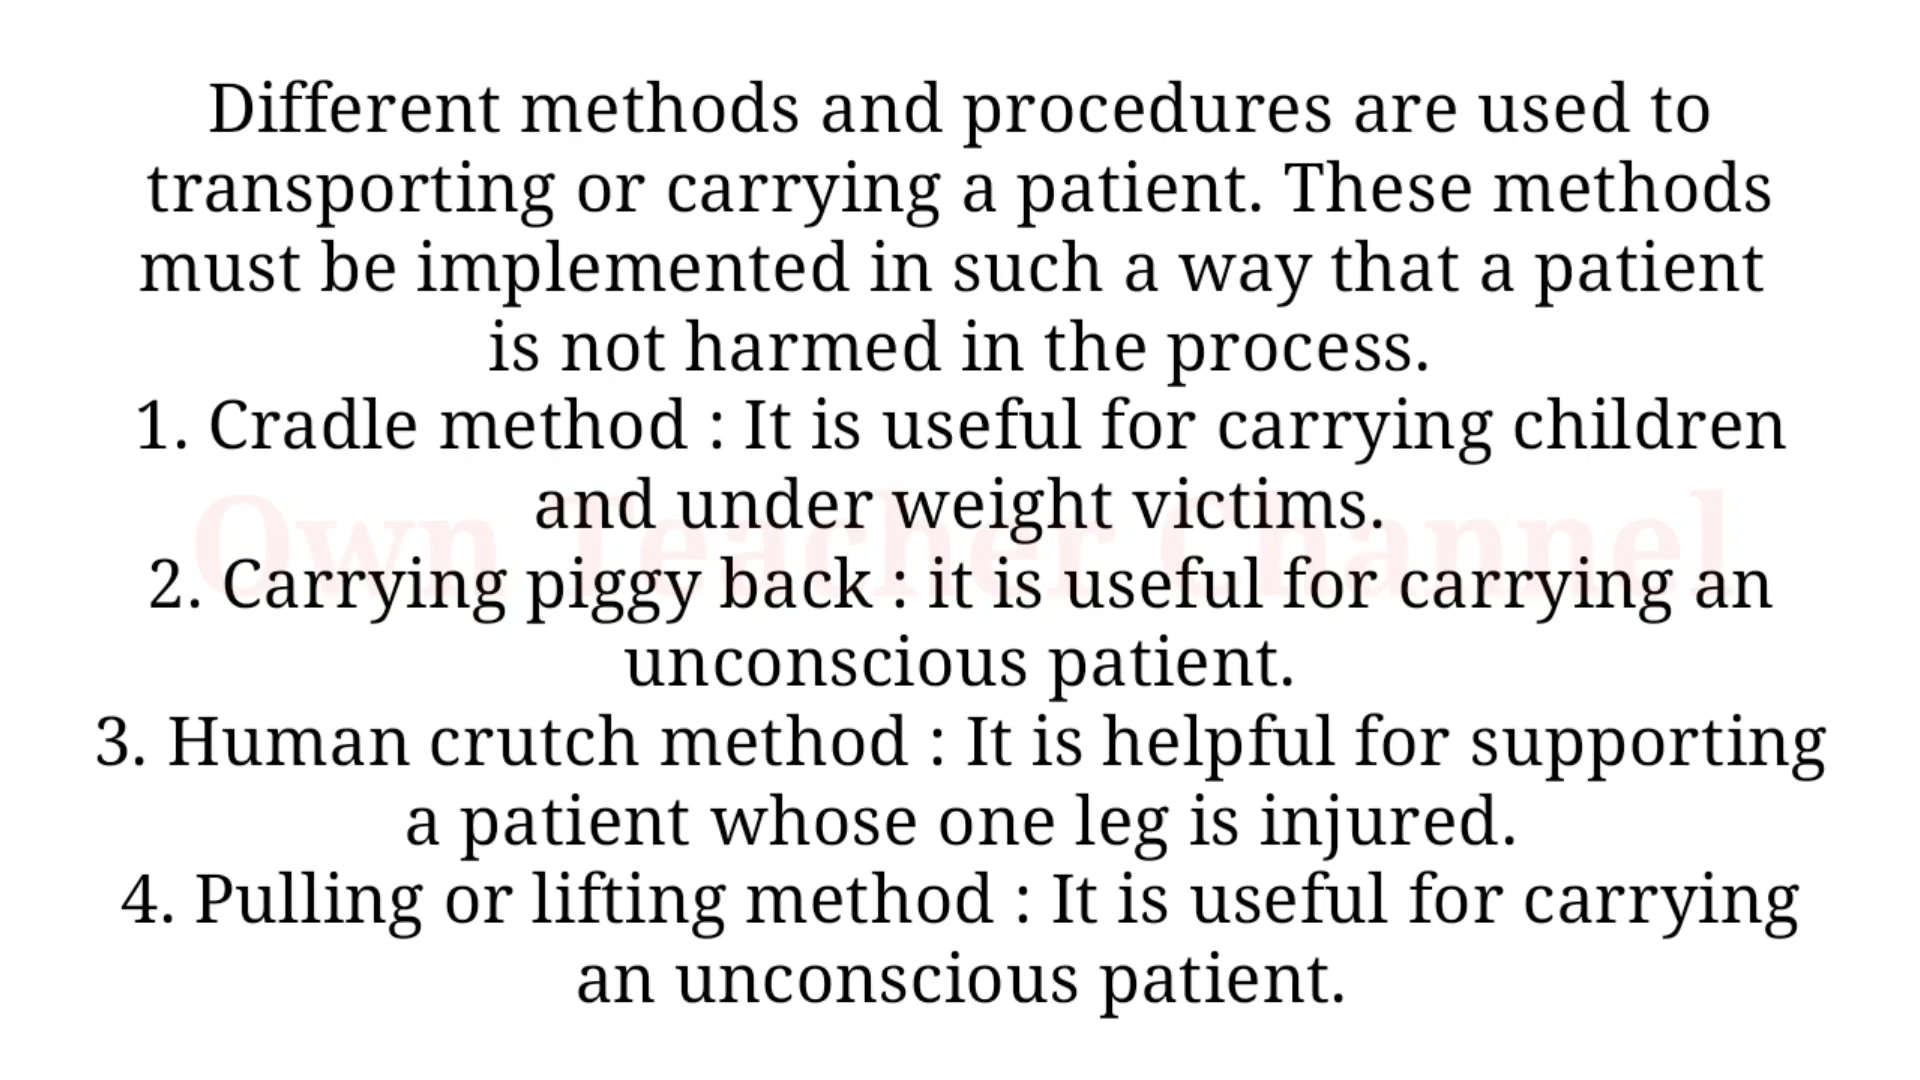 Different methods and procedures are used to
transporting or carrying a patient. These methods
must be implemented in such a way that a patient
is not harmed in the process.
1. Cradle method : It is useful for carrying children
and under weight victims.
Own Teacher Channel
2. Carrying piggy back : it is useful for carrying an
unconscious patient.
3. Human crutch method : It is helpful for supporting
a patient whose one leg is injured.
4. Pulling or lifting method : It is useful for carrying
an unconscious patient.